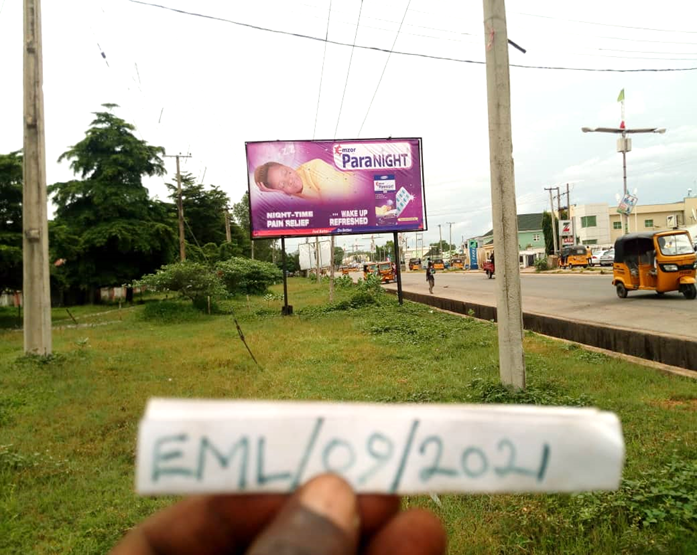 emzor
ParaNIGHT
NIGHT-TIME
PAIN RELIEF
... WAKE UP
REFRESHED
EML/09/2021